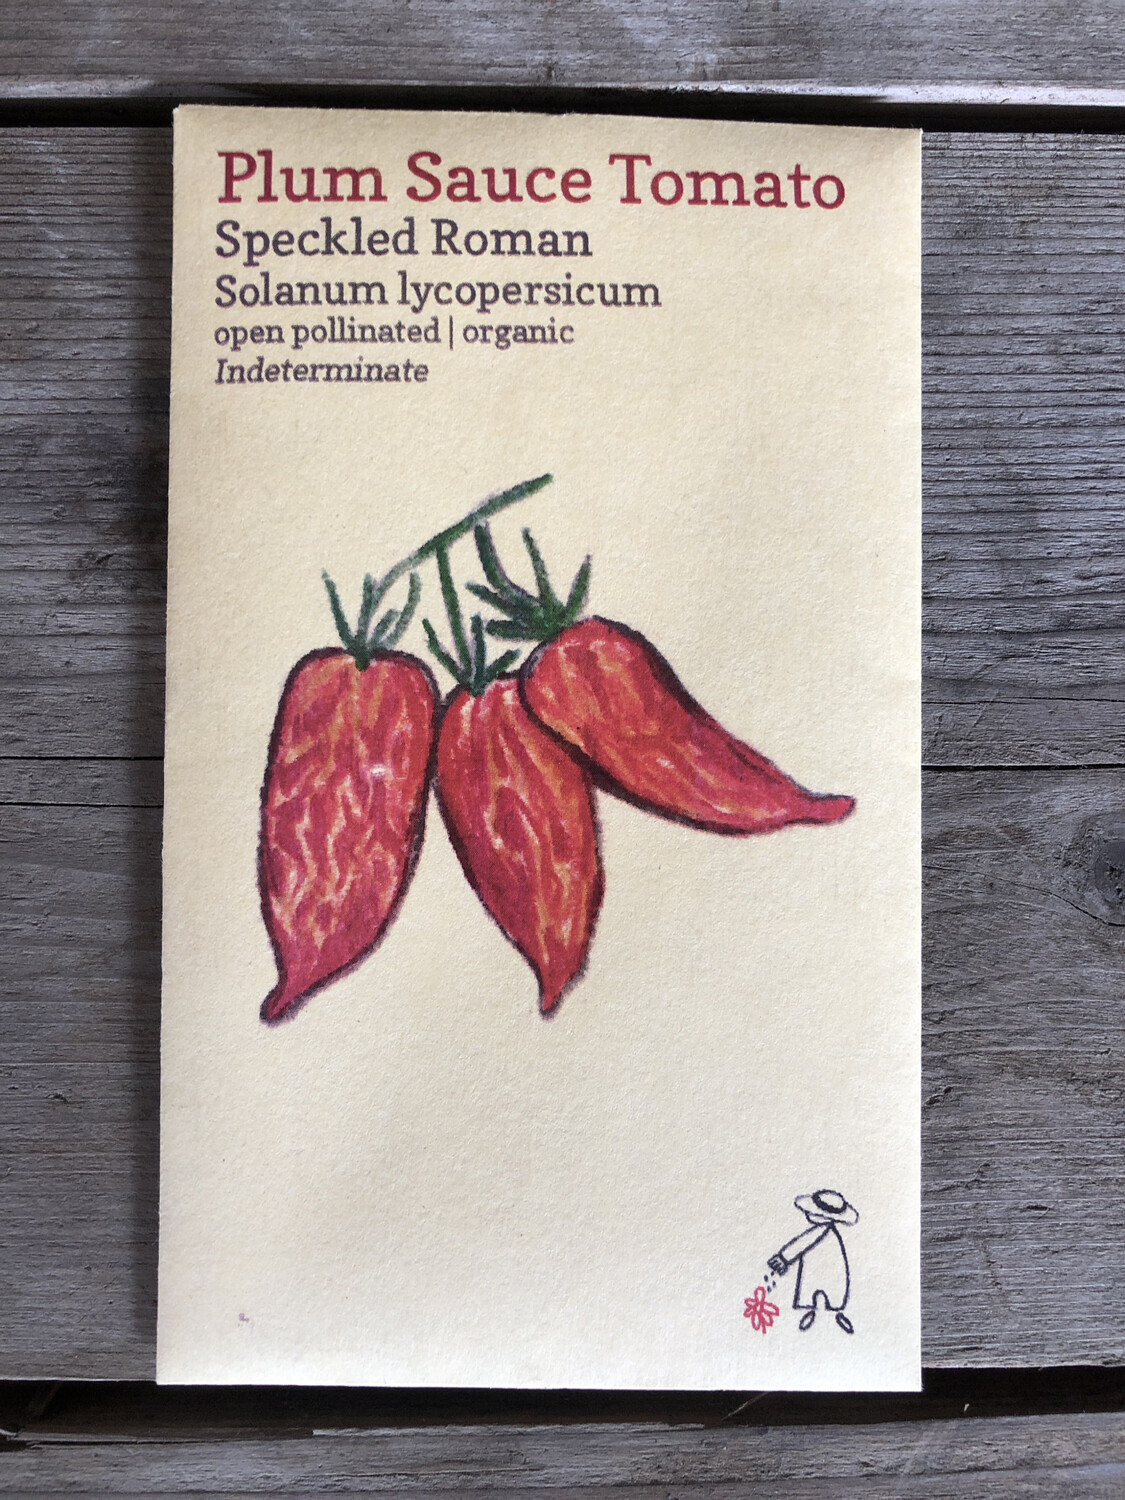 Plum Sauce Tomato
Speckled Roman
Solanum lycopersicum
open pollinated | organic
Indeterminate